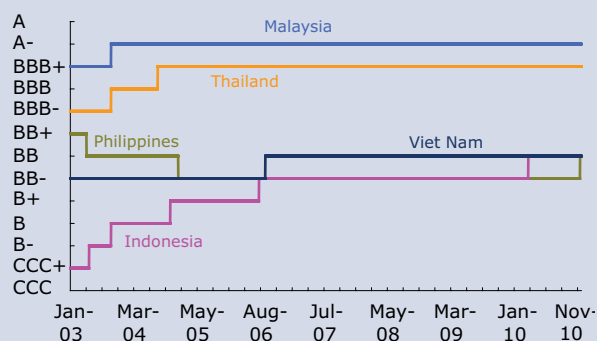 A
A-
BBB+
BBB
BBB-
BB+
BB
BB-
B+
B
B-
CCC+
CCC
Malaysia
Thailand
Philippines
Viet Nam
Indonesia
Jan-03 Mar-04 May-05 Aug-06 Jul-07 May-08 Mar-09 Jan-10 Nov-10